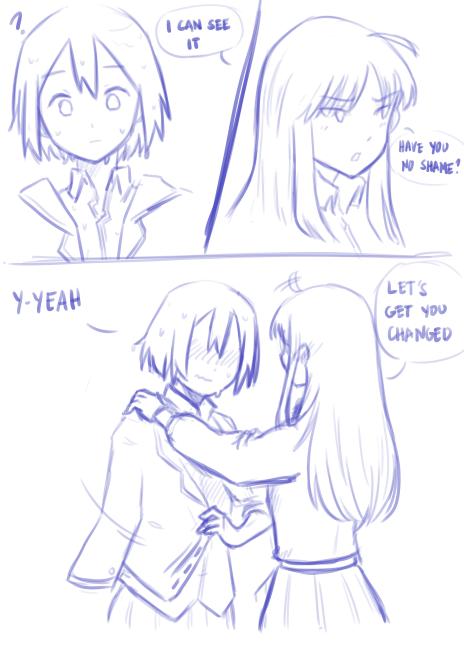 ?
I CAN SEE
IT
HAVE YOU
NO SHAME?
Y-YEAH
LET'S
GET YOU
CHANGED